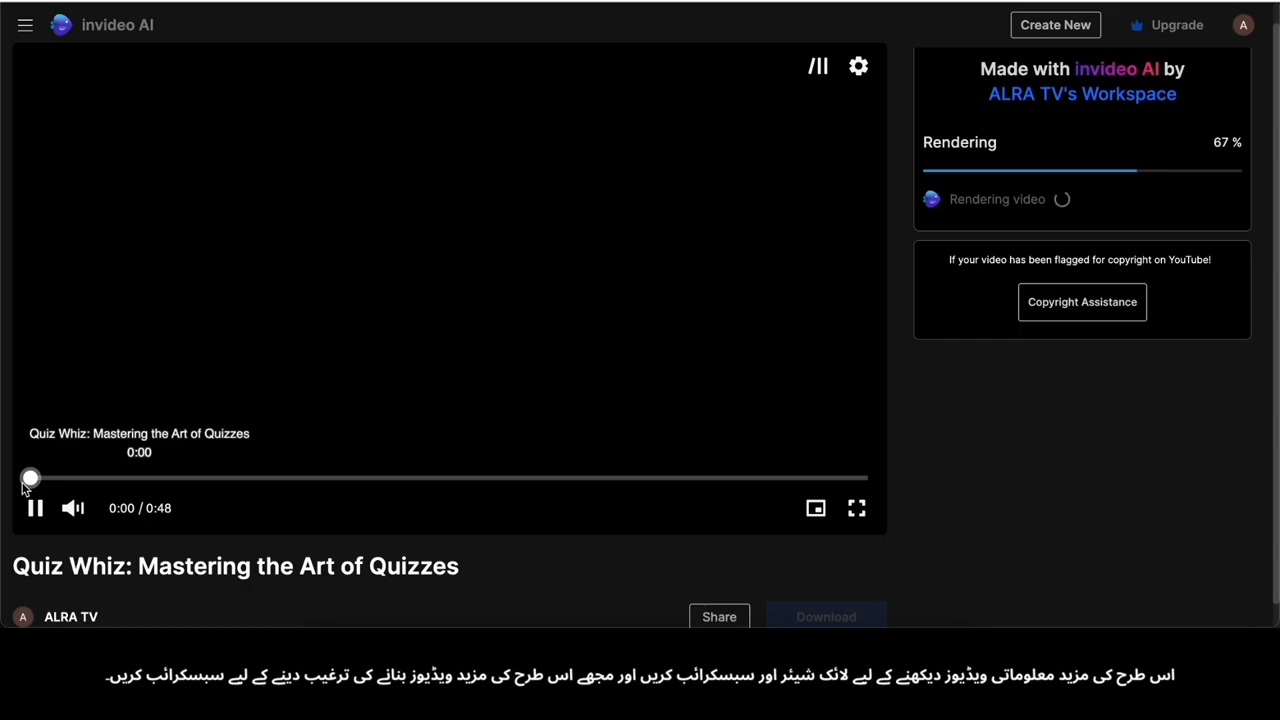 invideo AI
Create New
Upgrade
A
Made with invideo AI by
ALRA TV's Workspace
Rendering
67 %
Rendering video
If your video has been flagged for copyright on YouTube!
Copyright Assistance
Quiz Whiz: Mastering the Art of Quizzes
0:00
0:00 / 0:48
Quiz Whiz: Mastering the Art of Quizzes
A
ALRA TV
Share
Download
اس طرح کی مزید معلوماتی ویڈیوز دیکھنے کے لیے لائک شیئر اور سبسکرائب کریں اور مجھے اس طرح کی مزید ویڈیوز بنانے کی ترغیب دینے کے لیے سبسکرائب کریں۔